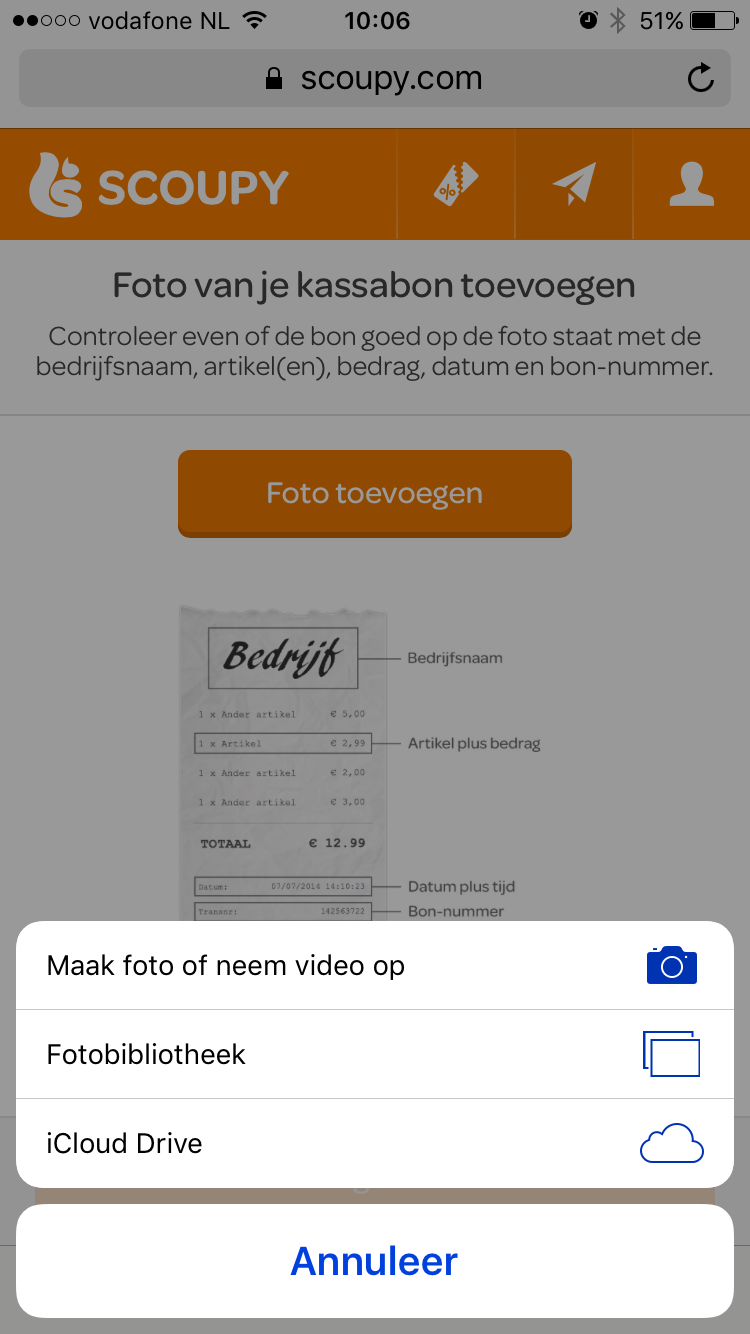 vodafone NL 10:06 51%
scoupy.com
SCOUPY
%
Foto van je kassabon toevoegen
Controleer even of de bon goed op de foto staat met de
bedrijfsnaam, artikel(en), bedrag, datum en bon-nummer.
Foto toevoegen
Bedrijf Bedrijfsnaam
1 x Ander artikel € 5,00
1 x Artikel € 2,99 Artikel plus bedrag
1 x Ander artikel € 2,00
1 x Ander artikel € 3,00
TOTAAL € 12.99
Datum: 07/07/2014 14:10:23 Datum plus tijd
Transnr: 142563722 Bon-nummer
Maak foto of neem video op
Fotobibliotheek
iCloud Drive
Annuleer